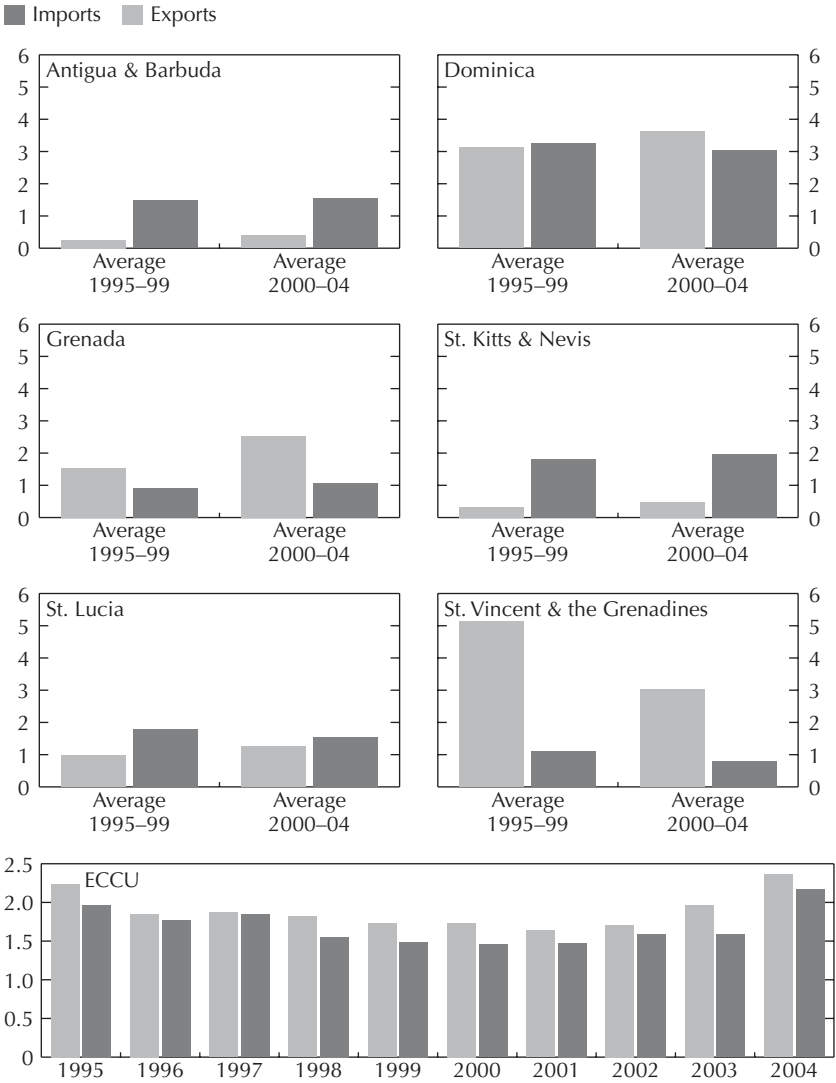 Imports Exports
6 Antigua & Barbuda Dominica 6
5 5
4 4
3 3
2 2
1 1
0 0
Average Average Average Average
1995–99 2000–04 1995–99 2000–04
6 Grenada St. Kitts & Nevis 6
5 5
4 4
3 3
2 2
1 1
0 0
Average Average Average Average
1995–99 2000–04 1995–99 2000–04
6 St. Lucia St. Vincent & the Grenadines 6
5 5
4 4
3 3
2 2
1 1
0 0
Average Average Average Average
1995–99 2000–04 1995–99 2000–04
2.5 ECCU
2.0
1.5
1.0
0.5
0
1995 1996 1997 1998 1999 2000 2001 2002 2003 2004